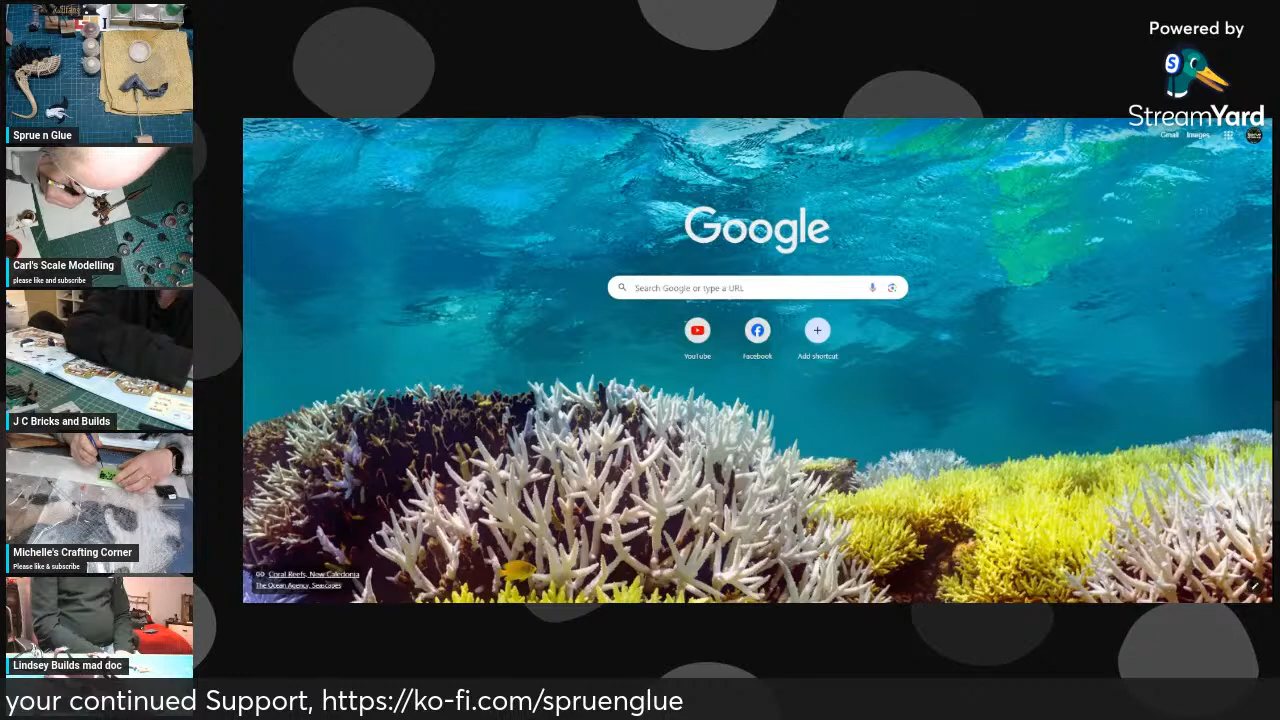 Sprue n Glue
Carl's Scale Modelling
please like and subscribe
J C Bricks and Builds
Michelle's Crafting Corner
Please like & subscribe
Lindsey Builds mad doc
Powered by
S
StreamYard
Gmail Images
Google
Search Google or type a URL
YouTube Facebook Add shortcut
Coral Reefs, New Caledonia
The Ocean Agency, Seascapes
your continued Support, https://ko-fi.com/spruenglue